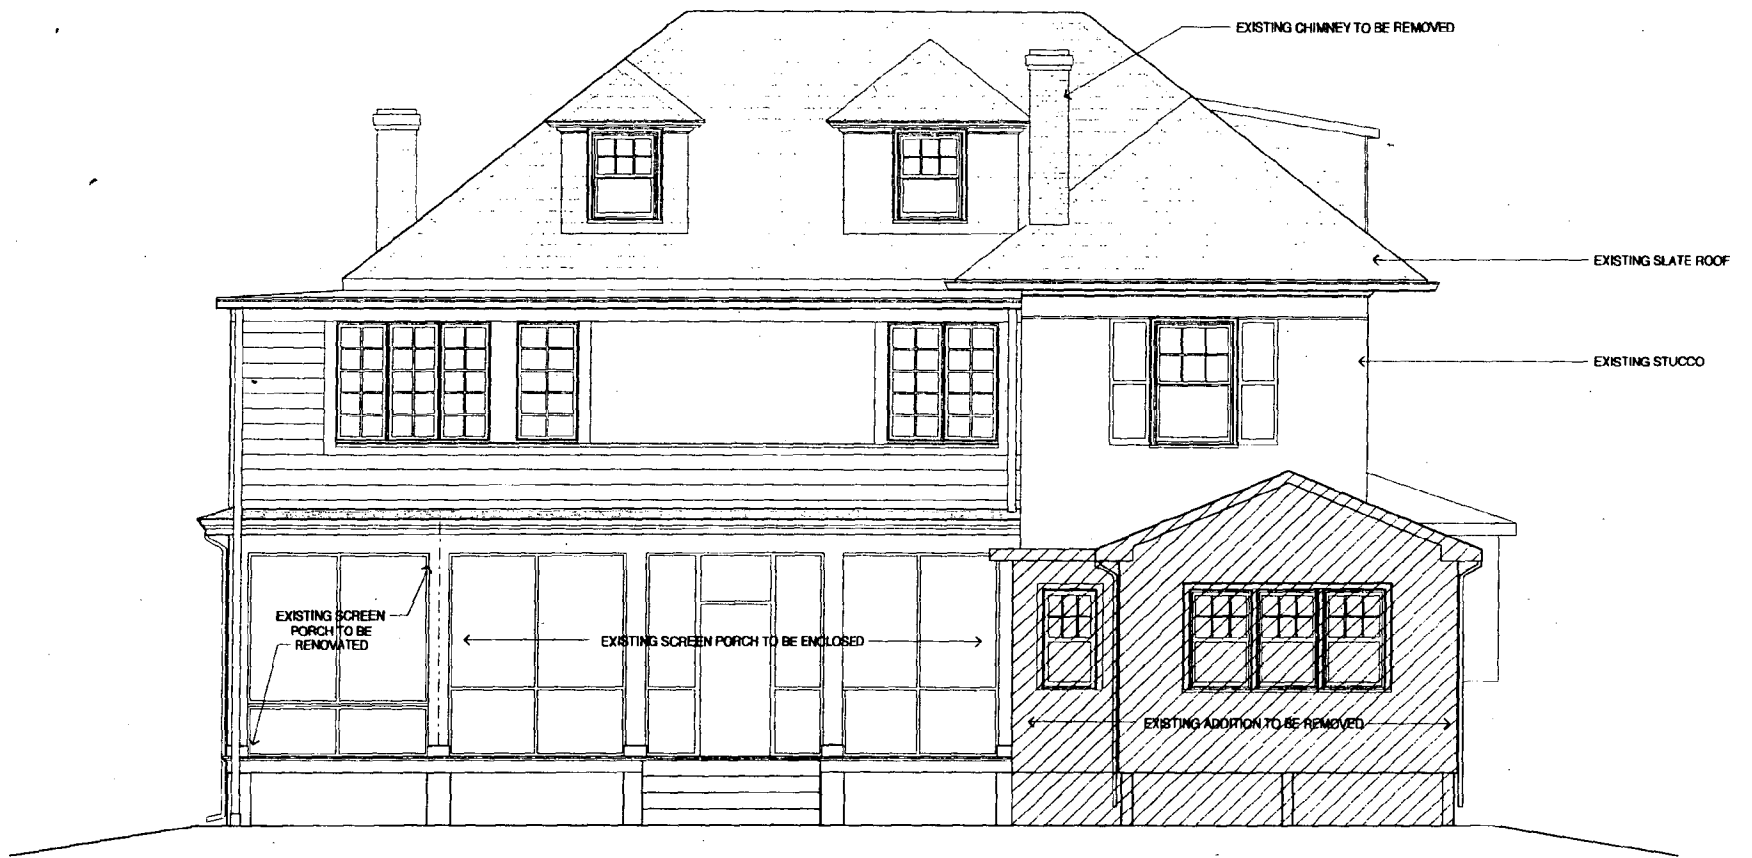 EXISTING CHIMNEY TO BE REMOVED
EXISTING SLATE ROOF
EXISTING STUCCO
EXISTING SCREEN
PORCH TO BE
RENOVATED
EXISTING SCREEN PORCH TO BE ENCLOSED
EXISTING ADDITION TO BE REMOVED